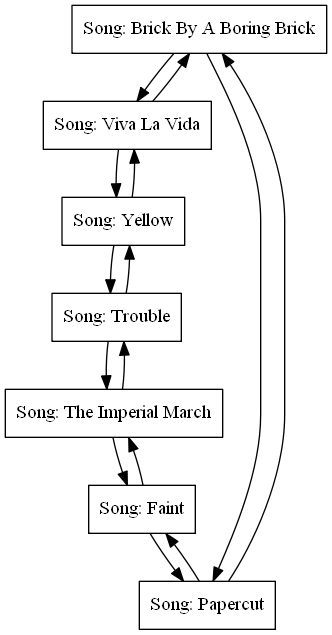 Song: Brick By A Boring Brick
Song: Viva La Vida
Song: Yellow
Song: Trouble
Song: The Imperial March
Song: Faint
Song: Papercut